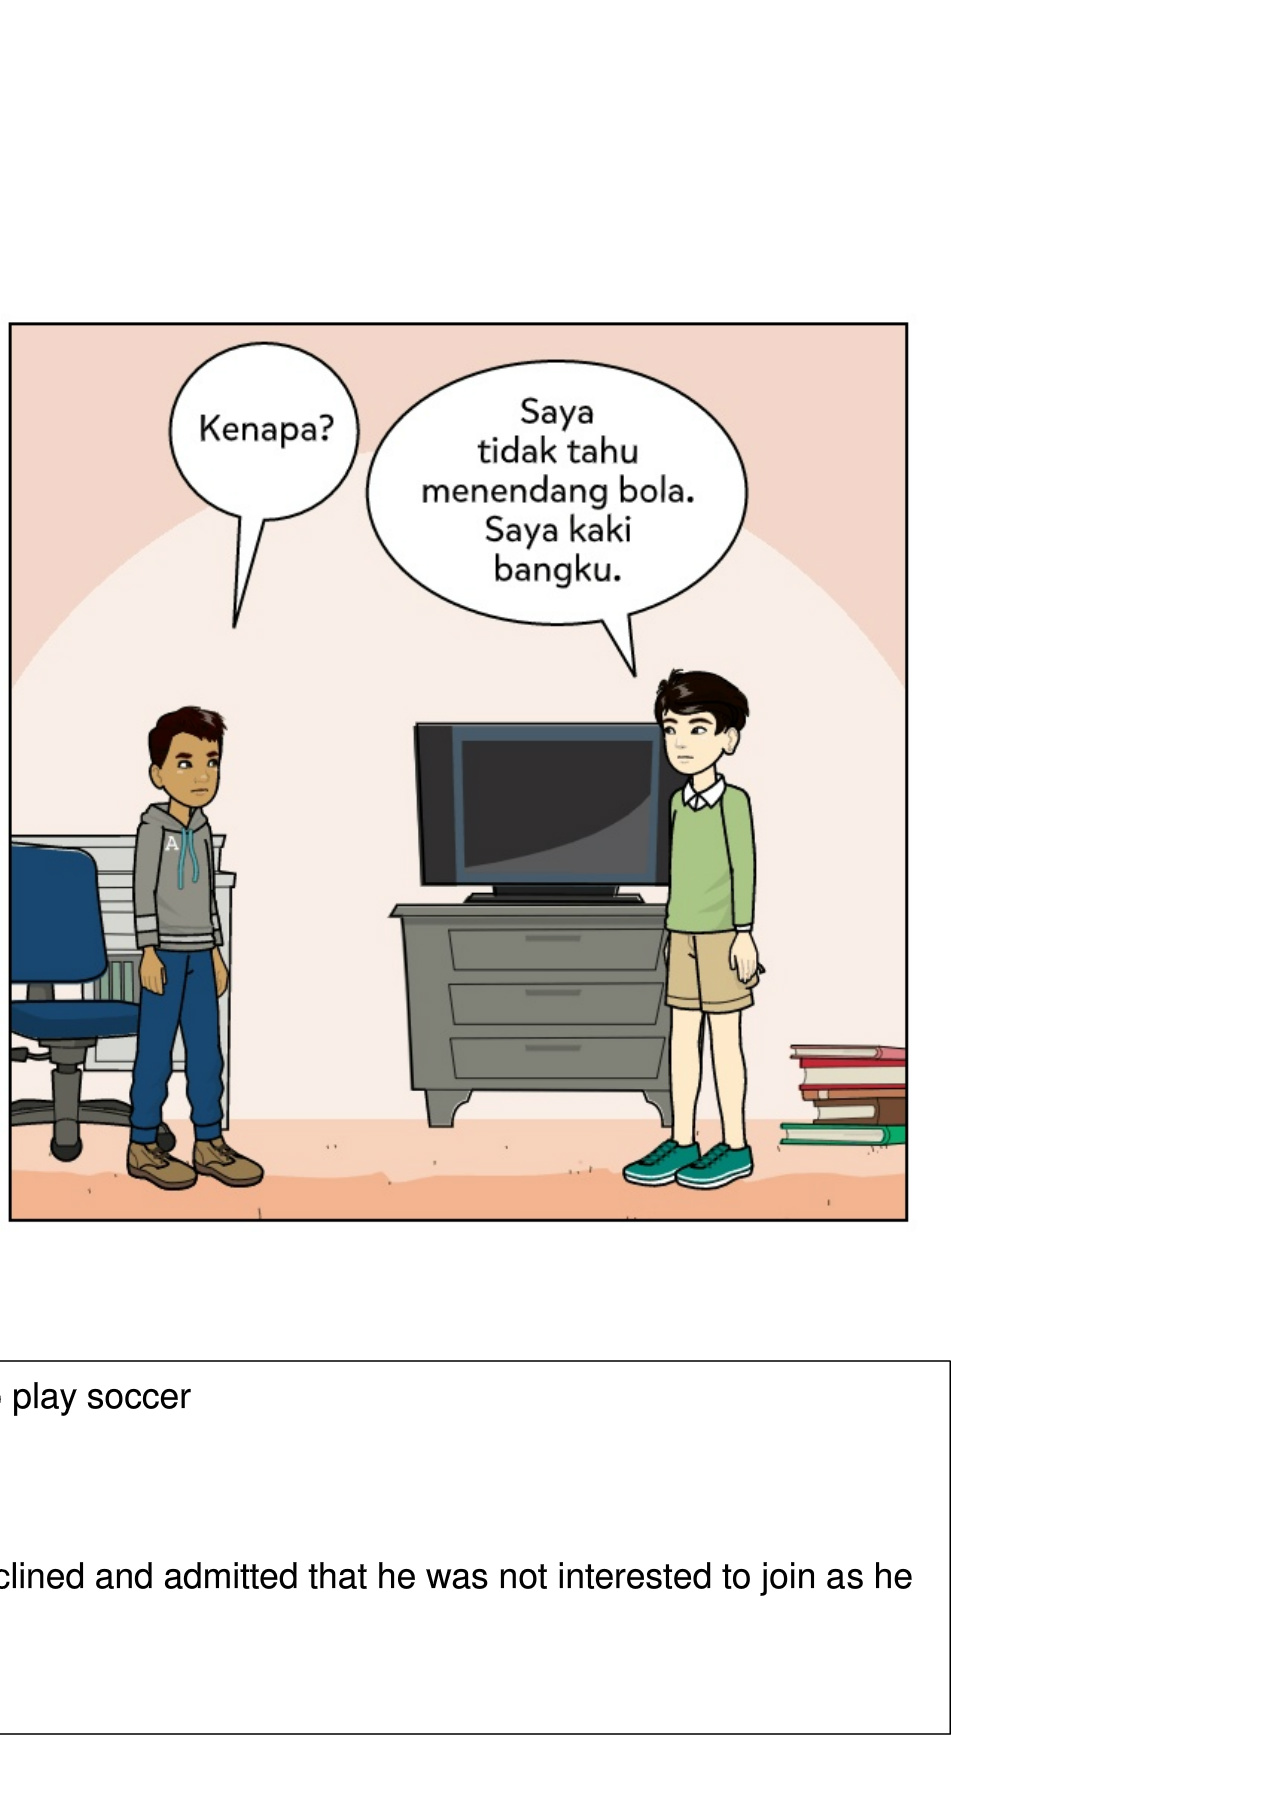 Kenapa?
Saya
tidak tahu
menendang bola.
Saya kaki
bangku.
A
play soccer
and admitted that he was not interested to join as he